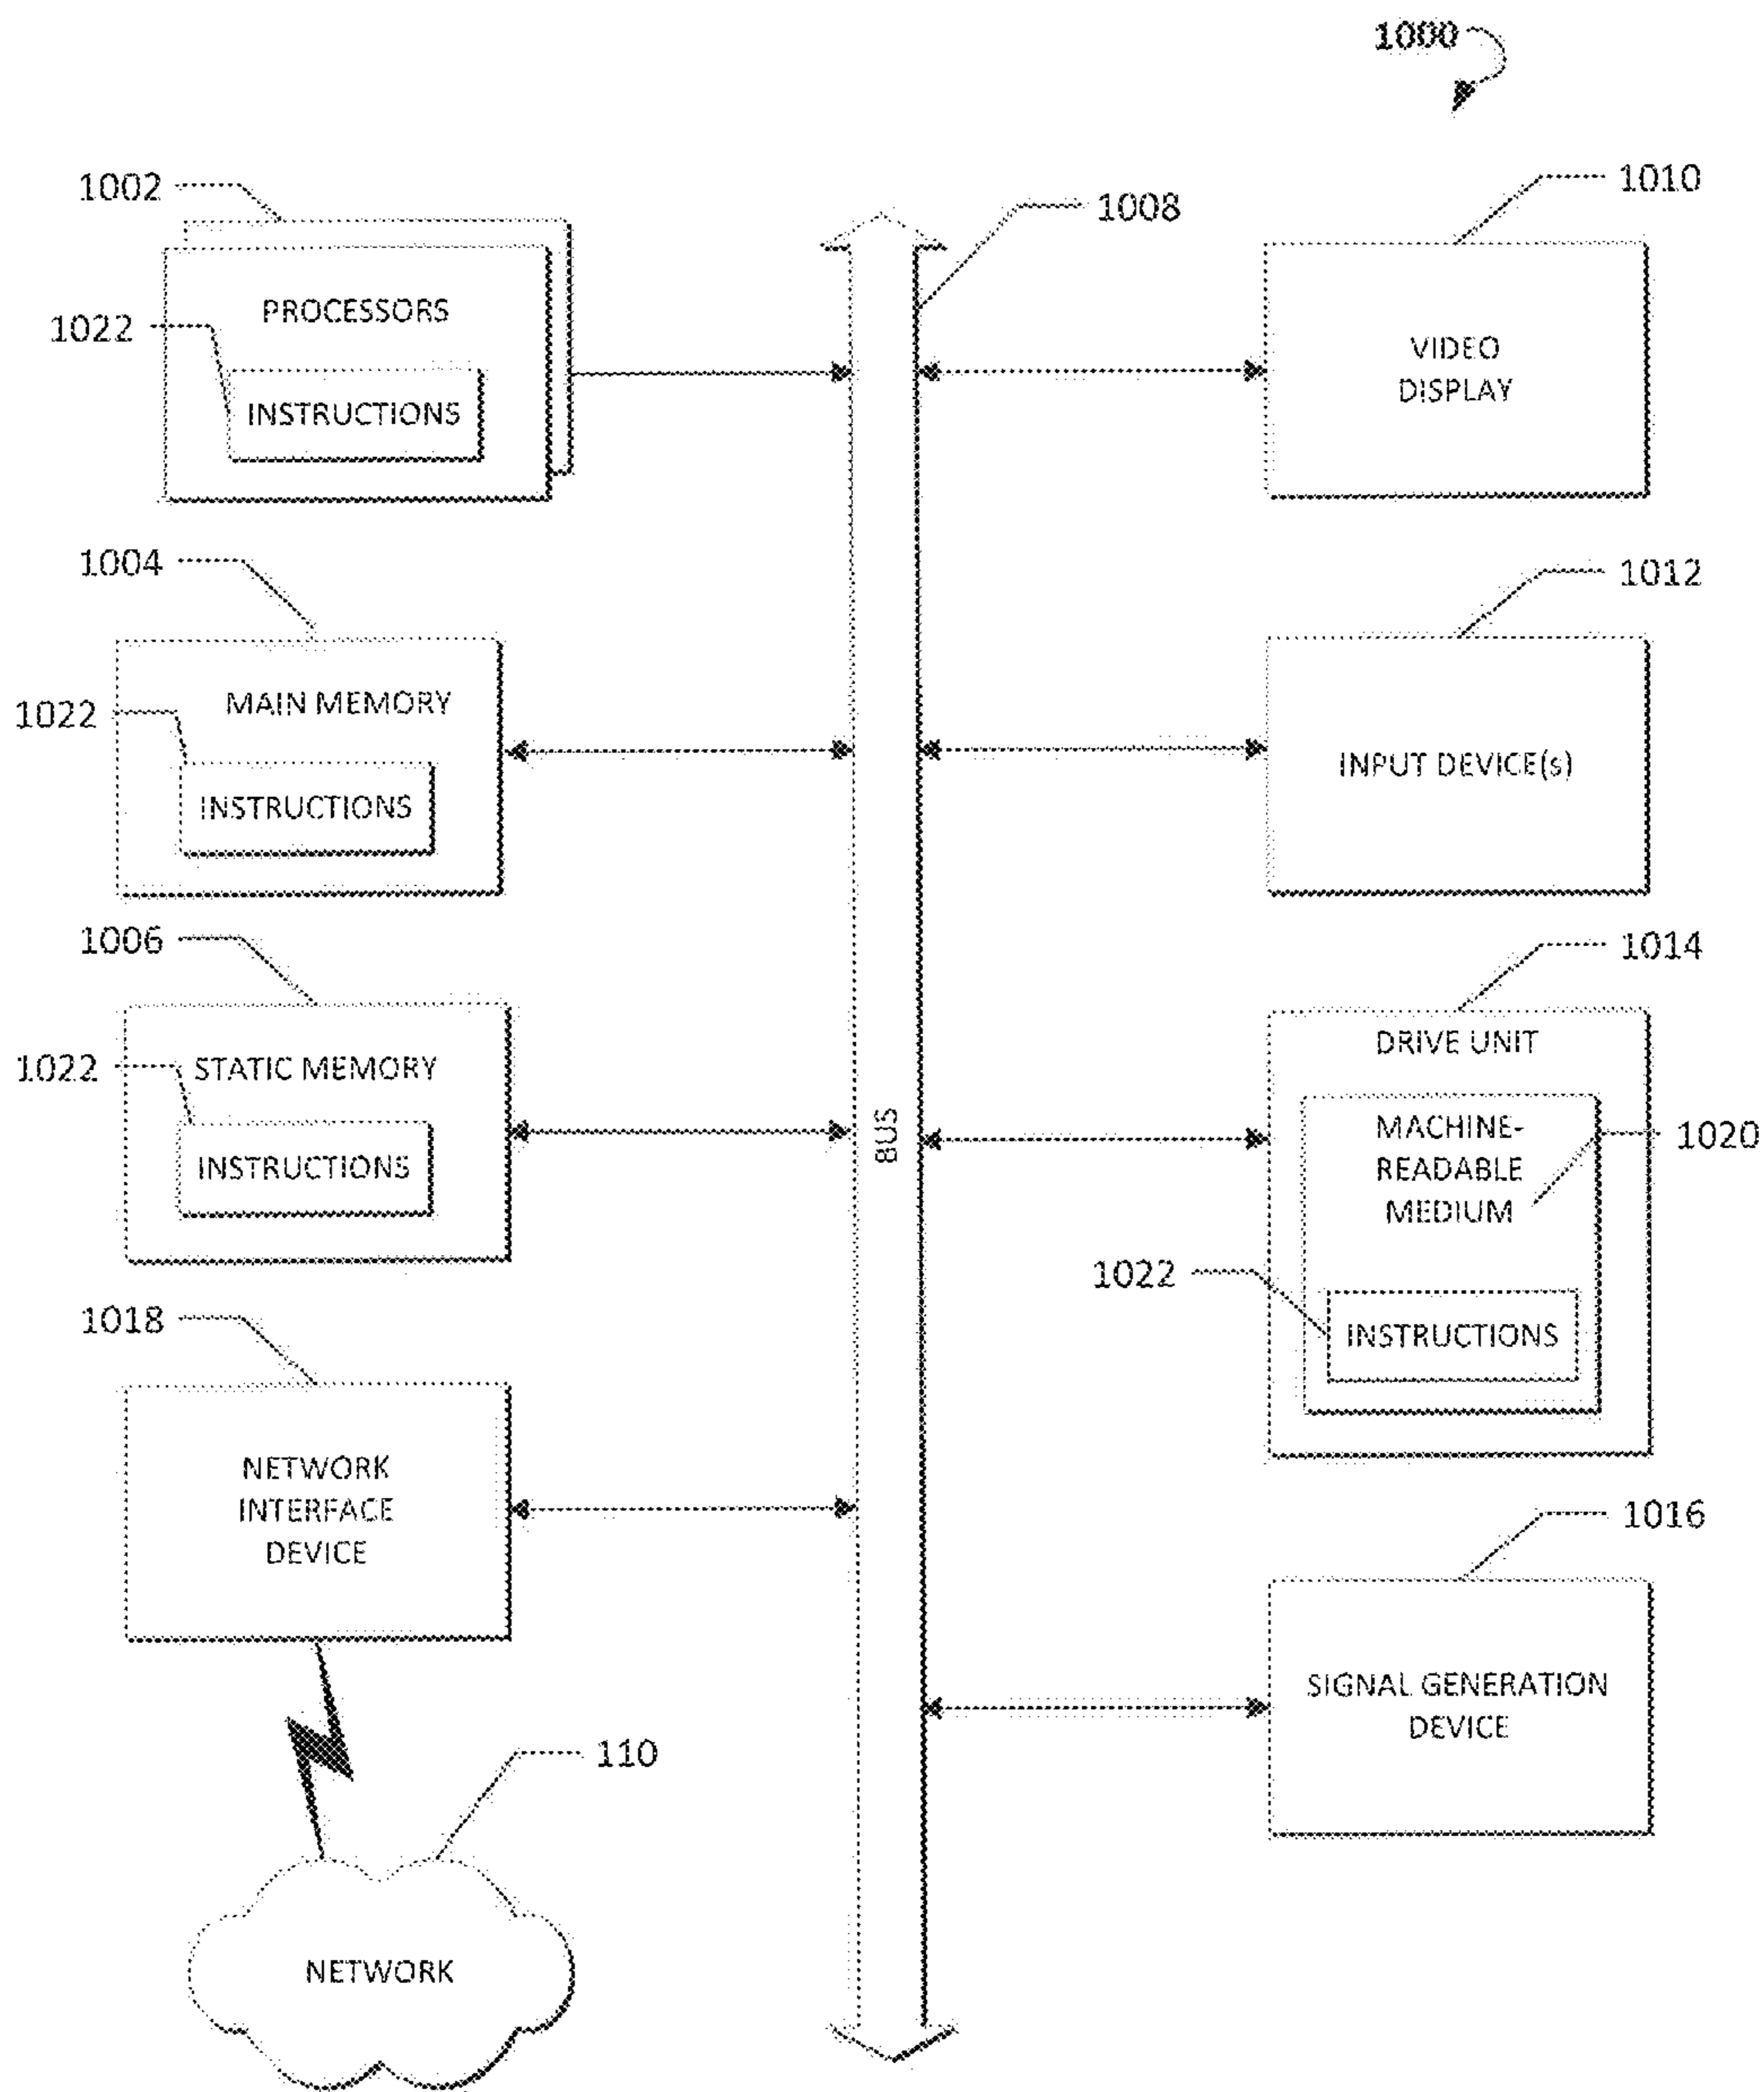 1000
1002
PROCESSORS
1022
INSTRUCTIONS
1004
MAIN MEMORY
1022
INSTRUCTIONS
1006
STATIC MEMORY
1022
INSTRUCTIONS
1018
NETWORK
INTERFACE
DEVICE
110
NETWORK
1008
BUS
1010
VIDEO
DISPLAY
1012
INPUT DEVICE(s)
1014
DRIVE UNIT
MACHINE-
READABLE
MEDIUM
1020
1022
INSTRUCTIONS
1016
SIGNAL GENERATION
DEVICE